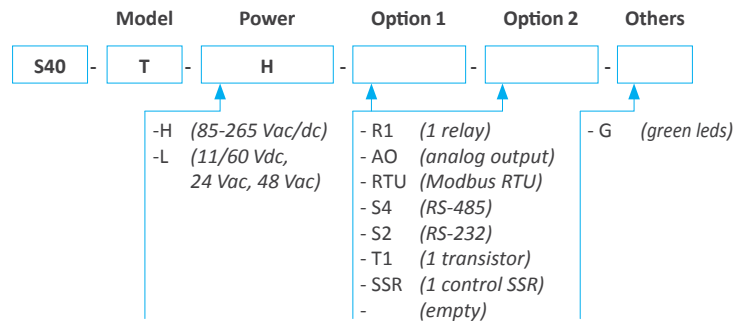 Model Power Option 1 Option 2 Others
S40 - T - H - - -
-H (85-265 Vac/dc) - R1 (1 relay) - G (green leds)
-L (11/60 Vdc, - AO (analog output)
24 Vac, 48 Vac) - RTU (Modbus RTU)
- S4 (RS-485)
- S2 (RS-232)
- T1 (1 transistor)
- SSR (1 control SSR)
- (empty)